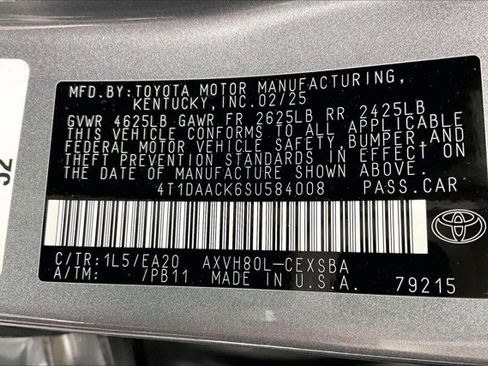 MFD.BY:TOYOTA MOTOR MANUFACTURING,
KENTUCKY,INC.02/25
GVWR 4625LB GAWR FR 2625LB RR 2425LB
THIS VEHICLE CONFORMS TO ALL APPLICABLE
FEDERAL MOTOR VEHICLE SAFETY,BUMPER,AND
THEFT PREVENTION STANDARDS IN EFFECT ON
THE DATE OF MANUFACTURE SHOWN ABOVE.
4T1DAACK6SU584008 PASS.CAR
C/TR:1L5/EA20 AXVH80L-CEXSBA
A/TM: /PB11 MADE IN U.S.A. 79215